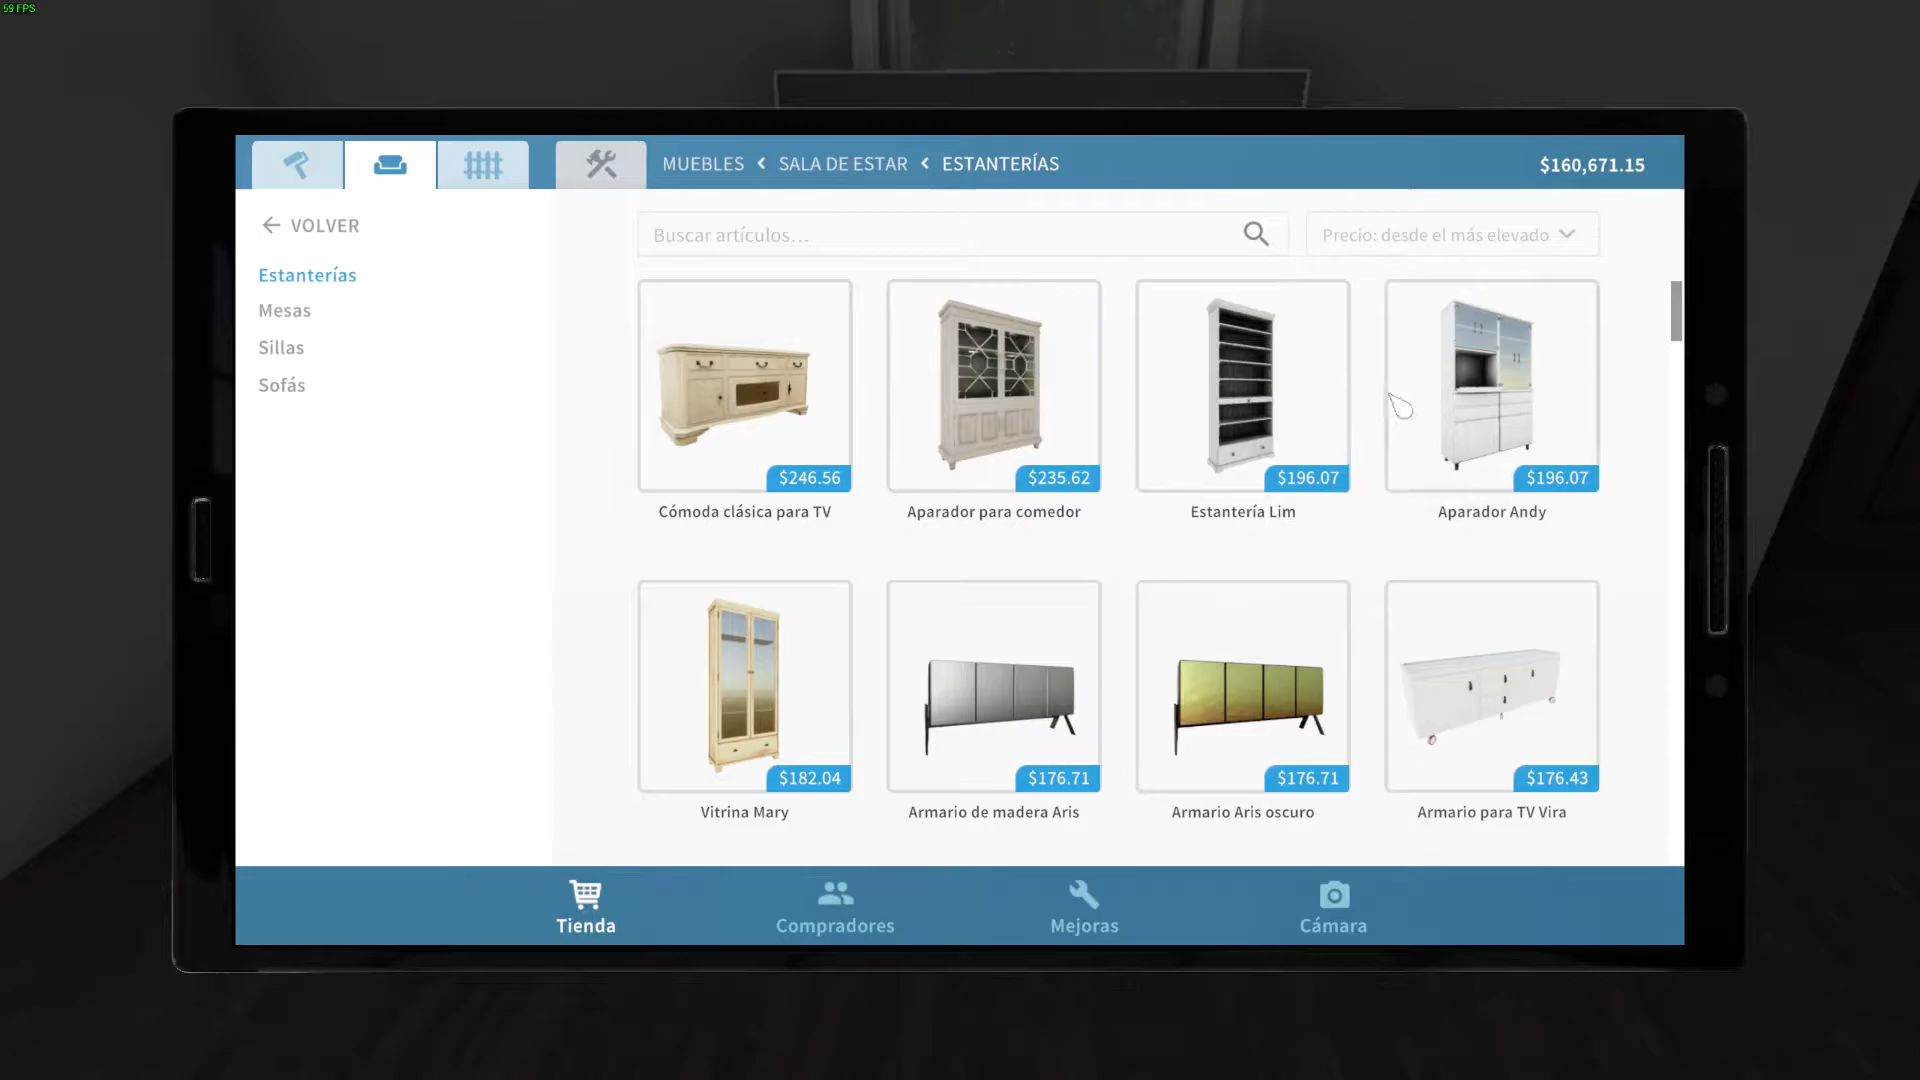 59 FPS
MUEBLES < SALA DE ESTAR < ESTANTERÍAS
$160,671.15
VOLVER
Estanterías
Mesas
Sillas
Sofás
Buscar artículos...
Precio: desde el más elevado
$246.56
$235.62
$196.07
$196.07
Cómoda clásica para TV
Aparador para comedor
Estantería Lim
Aparador Andy
$182.04
$176.71
$176.71
$176.43
Vitrina Mary
Armario de madera Aris
Armario Aris oscuro
Armario para TV Vira
Tienda
Compradores
Mejoras
Cámara